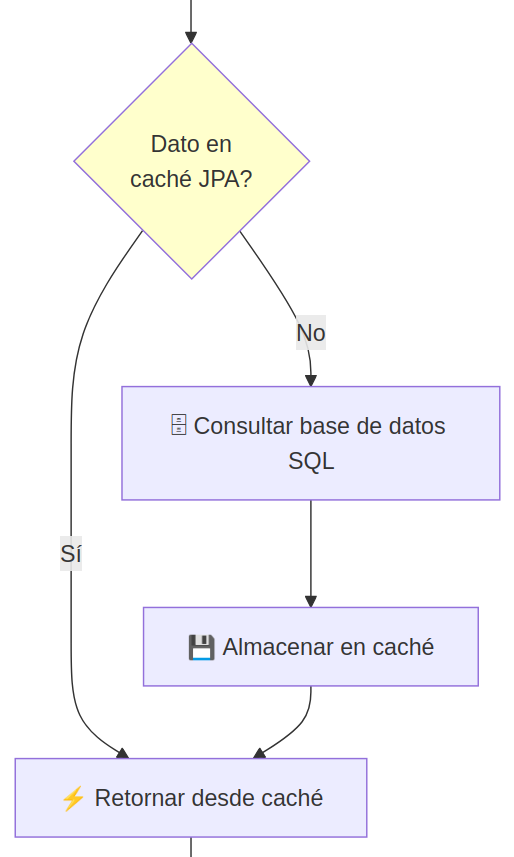 Dato en
caché JPA?
No
🗄 Consultar base de datos
SQL
Sí
💾 Almacenar en caché
⚡ Retornar desde caché